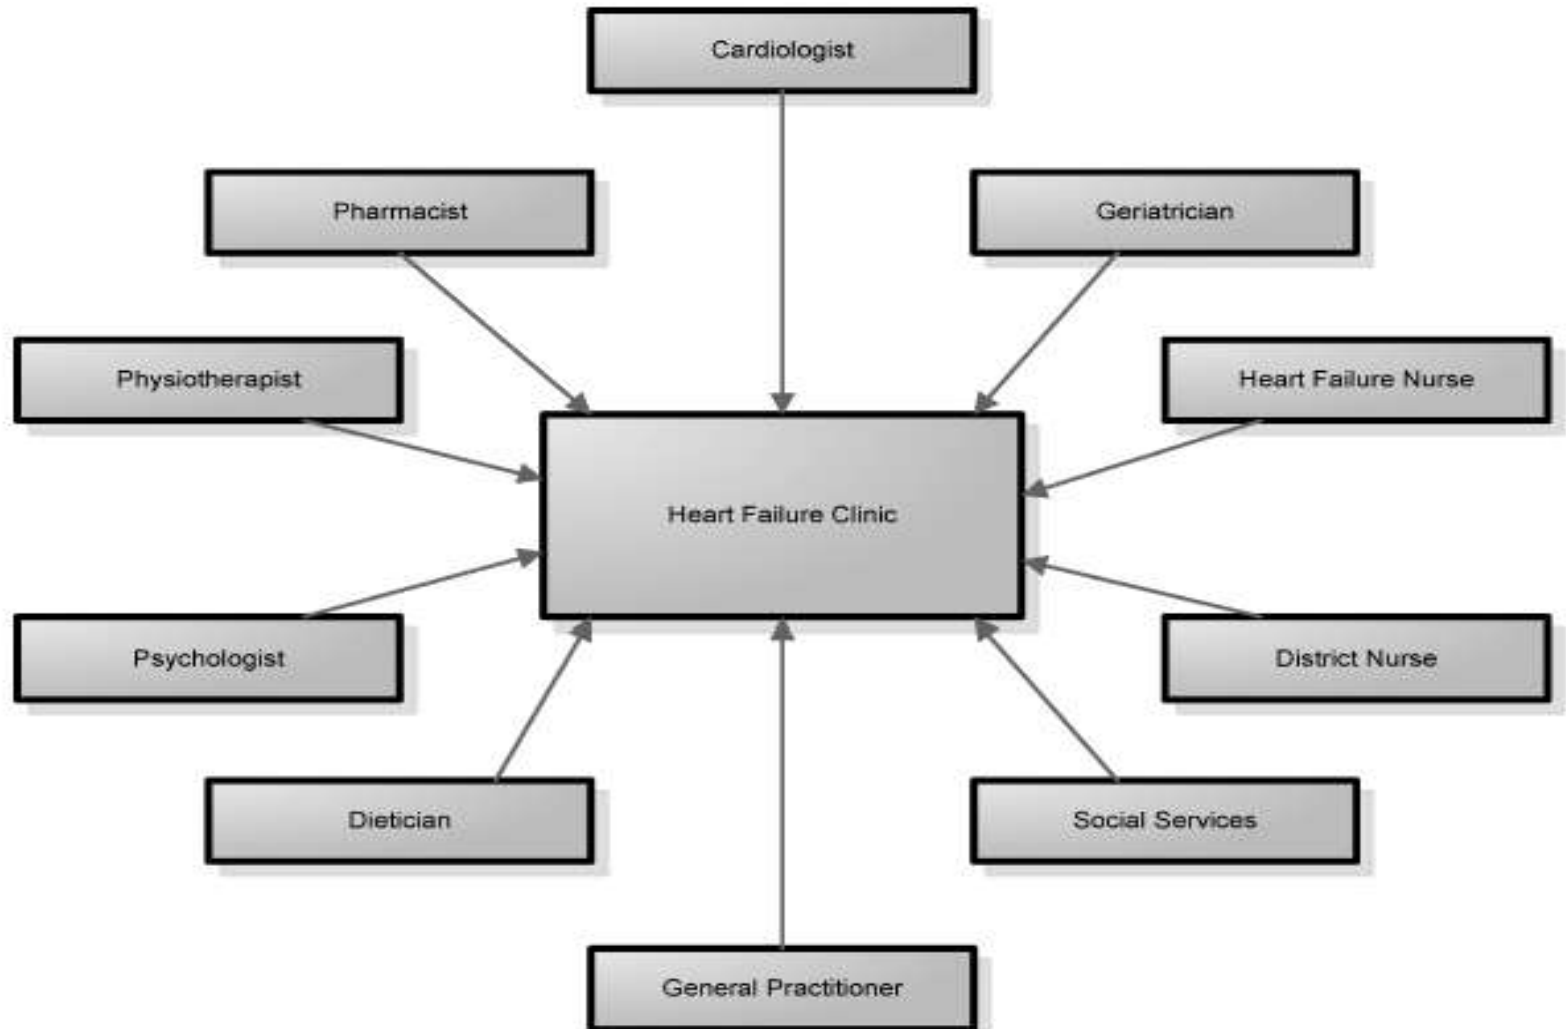 Cardiologist
Pharmacist
Geriatrician
Physiotherapist
Heart Failure Nurse
Heart Failure Clinic
Psychologist
District Nurse
Dietician
Social Services
General Practitioner